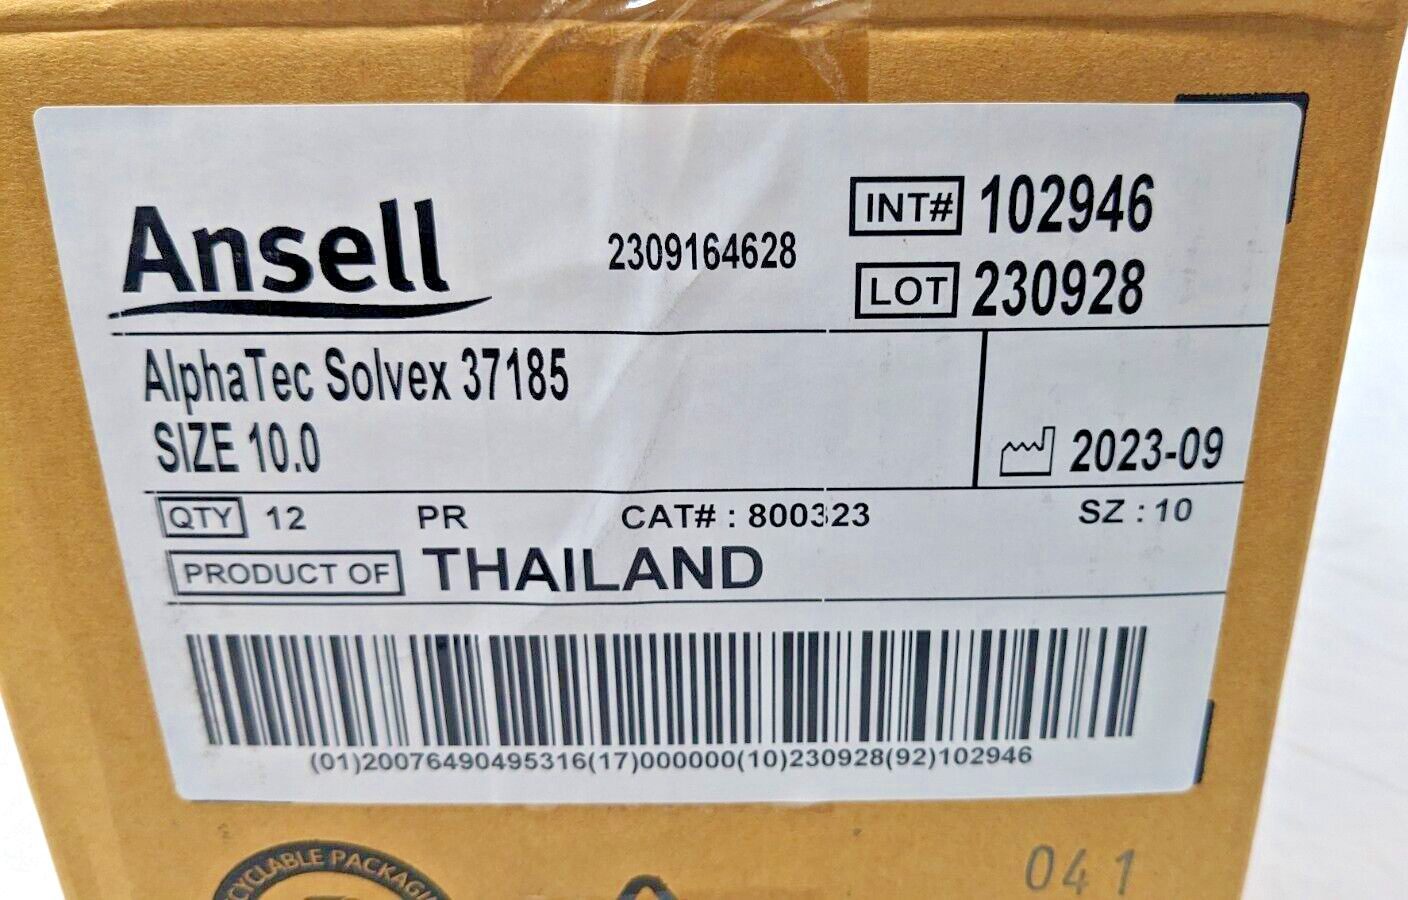 Ansell
2309164628
INT# 102946
LOT 230928
AlphaTec Solvex 37185
SIZE 10.0
2023-09
QTY 12 PR CAT# : 800323 SZ : 10
PRODUCT OF THAILAND
(01)20076490495316(17)000000(10)230928(92)102946
041